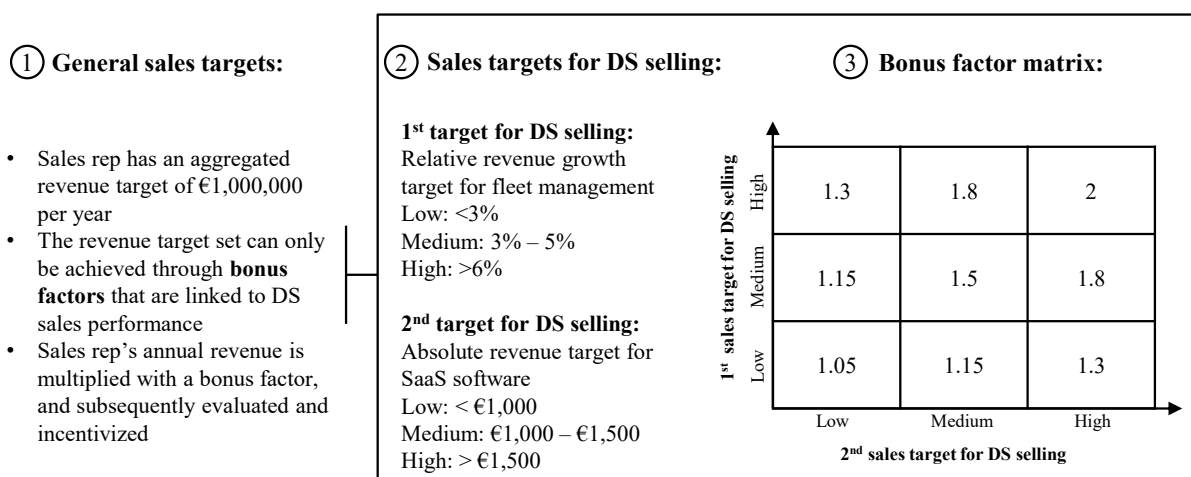 ① General sales targets:
• Sales rep has an aggregated
revenue target of €1,000,000
per year
• The revenue target set can only
be achieved through bonus
factors that are linked to DS
sales performance
• Sales rep’s annual revenue is
multiplied with a bonus factor,
and subsequently evaluated and
incentivized
② Sales targets for DS selling:
1st target for DS selling:
Relative revenue growth
target for fleet management
Low: <3%
Medium: 3% – 5%
High: >6%
2nd target for DS selling:
Absolute revenue target for
SaaS software
Low: < €1,000
Medium: €1,000 – €1,500
High: > €1,500
③ Bonus factor matrix:
1st sales target for DS selling
High
1.3 1.8 2
Medium
1.15 1.5 1.8
Low
1.05 1.15 1.3
Low Medium High
2nd sales target for DS selling